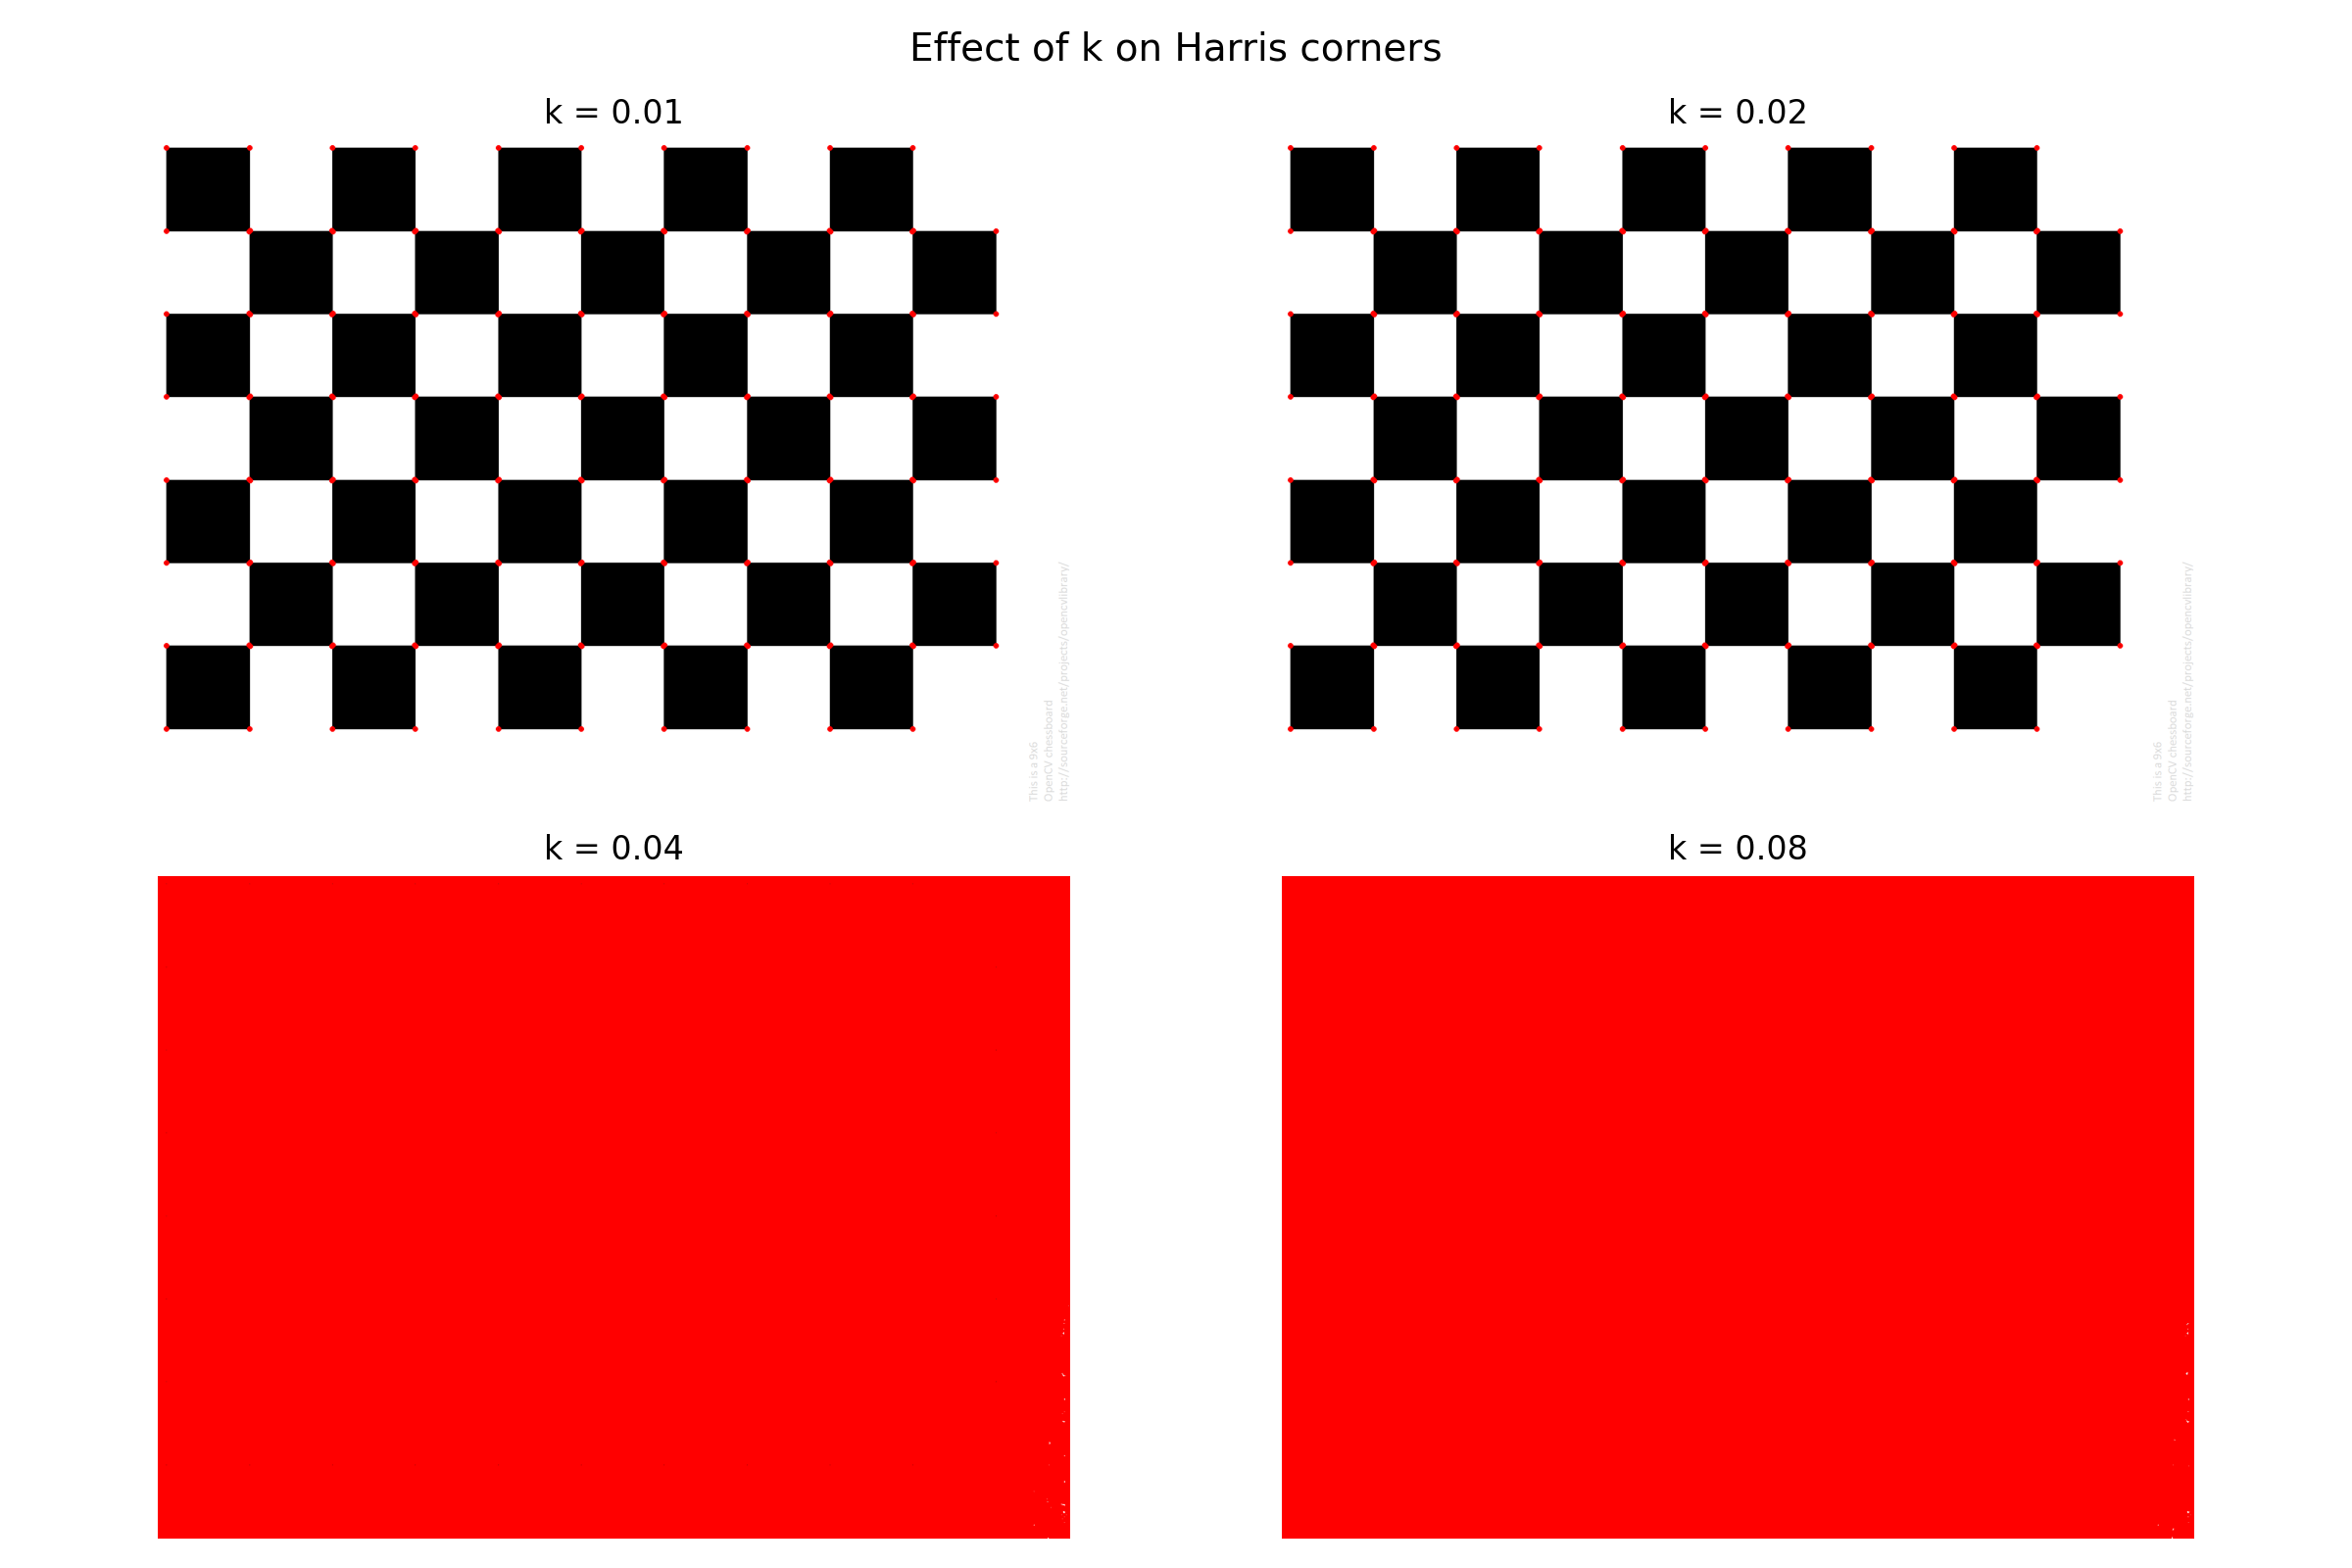 Effect of k on Harris corners
k = 0.01
k = 0.02
This is a 9x6
OpenCV chessboard
http://sourceforge.net/projects/opencvlibrary/
This is a 9x6
OpenCV chessboard
http://sourceforge.net/projects/opencvlibrary/
k = 0.04
k = 0.08